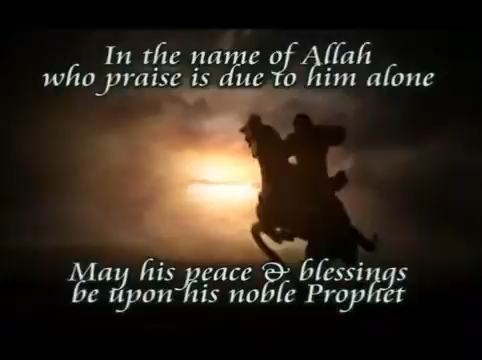 In the name of Allah
who praise is due to him alone
May his peace & blessings
be upon his noble Prophet